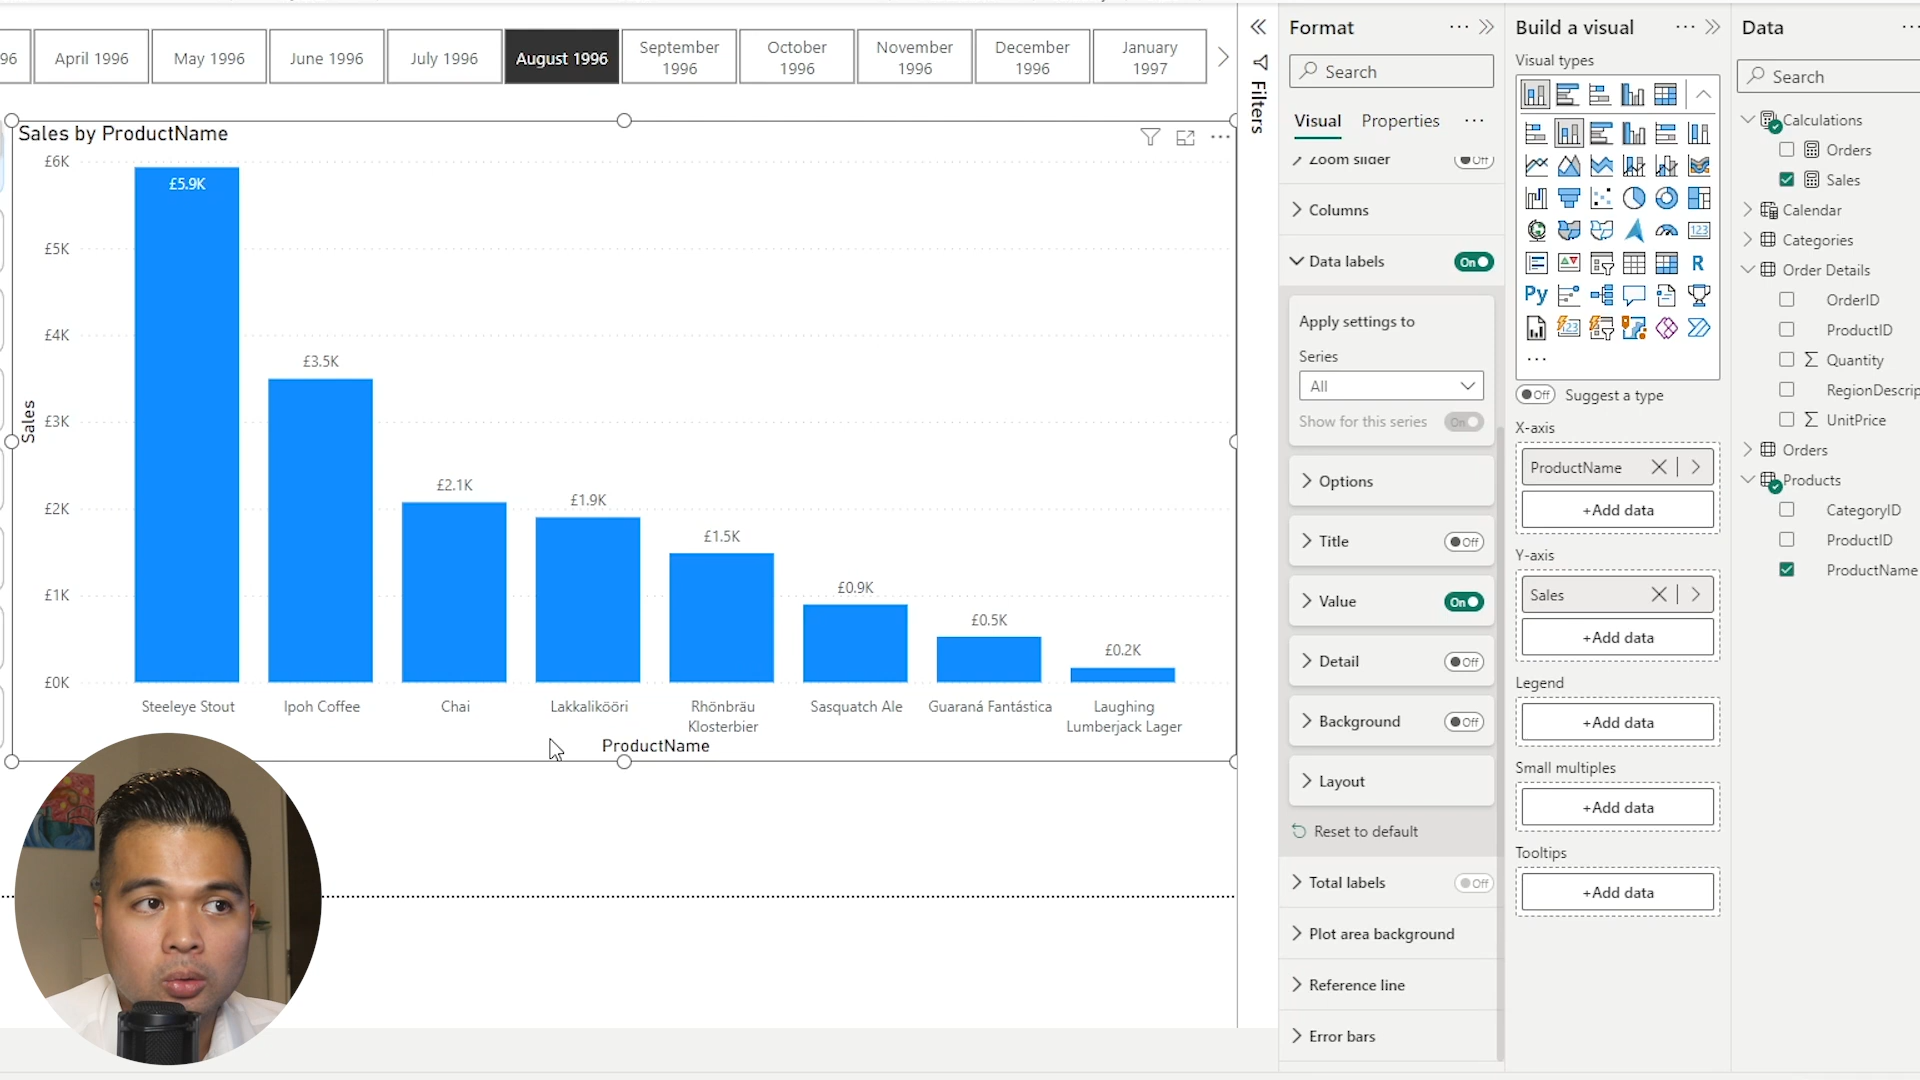 96
April 1996
May 1996
June 1996
July 1996
August 1996
September
1996
October
1996
November
1996
December
1996
January
1997
Sales by ProductName
£6K
£5K
£4K
£3K
£2K
£1K
£0K
Sales
£5.9K
£3.5K
£2.1K
£1.9K
£1.5K
£0.9K
£0.5K
£0.2K
Steeleye Stout
Ipoh Coffee
Chai
Lakkalikööri
Rhönbräu
Klosterbier
Sasquatch Ale
Guaraná Fantástica
Laughing
Lumberjack Lager
ProductName
Filters
Format
Search
Visual
Properties
Zoom slider
Off
Columns
Data labels
On
Apply settings to
Series
All
Show for this series
On
Options
Title
Off
Value
On
Detail
Off
Background
Off
Layout
Reset to default
Total labels
Off
Plot area background
Reference line
Error bars
Build a visual
Visual types
123
R
Py
123
Off
Suggest a type
X-axis
ProductName
+Add data
Y-axis
Sales
+Add data
Legend
+Add data
Small multiples
+Add data
Tooltips
+Add data
Data
Search
Calculations
Orders
Sales
Calendar
Categories
Order Details
OrderID
ProductID
Quantity
RegionDescrip
UnitPrice
Orders
Products
CategoryID
ProductID
ProductName